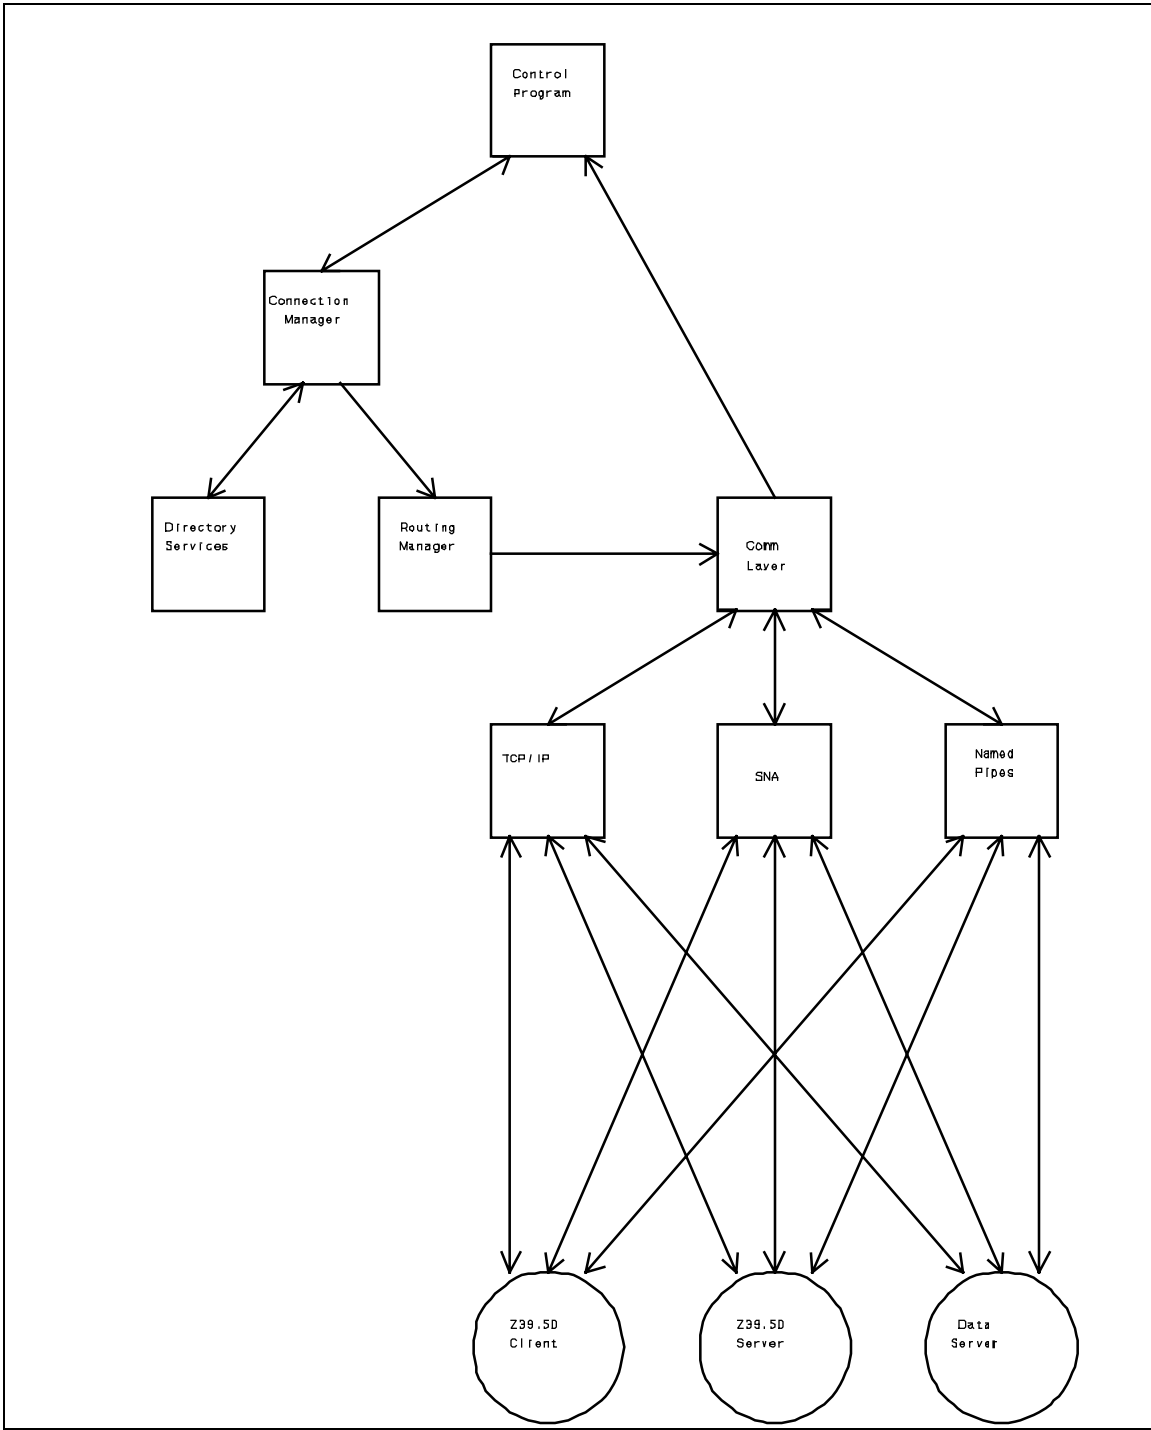 Control
Program
Connection
Manager
Directory
Services
Routing
Manager
Comm
Layer
TCP/IP
SNA
Named
Pipes
Z39.50
Client
Z39.50
Server
Data
Server